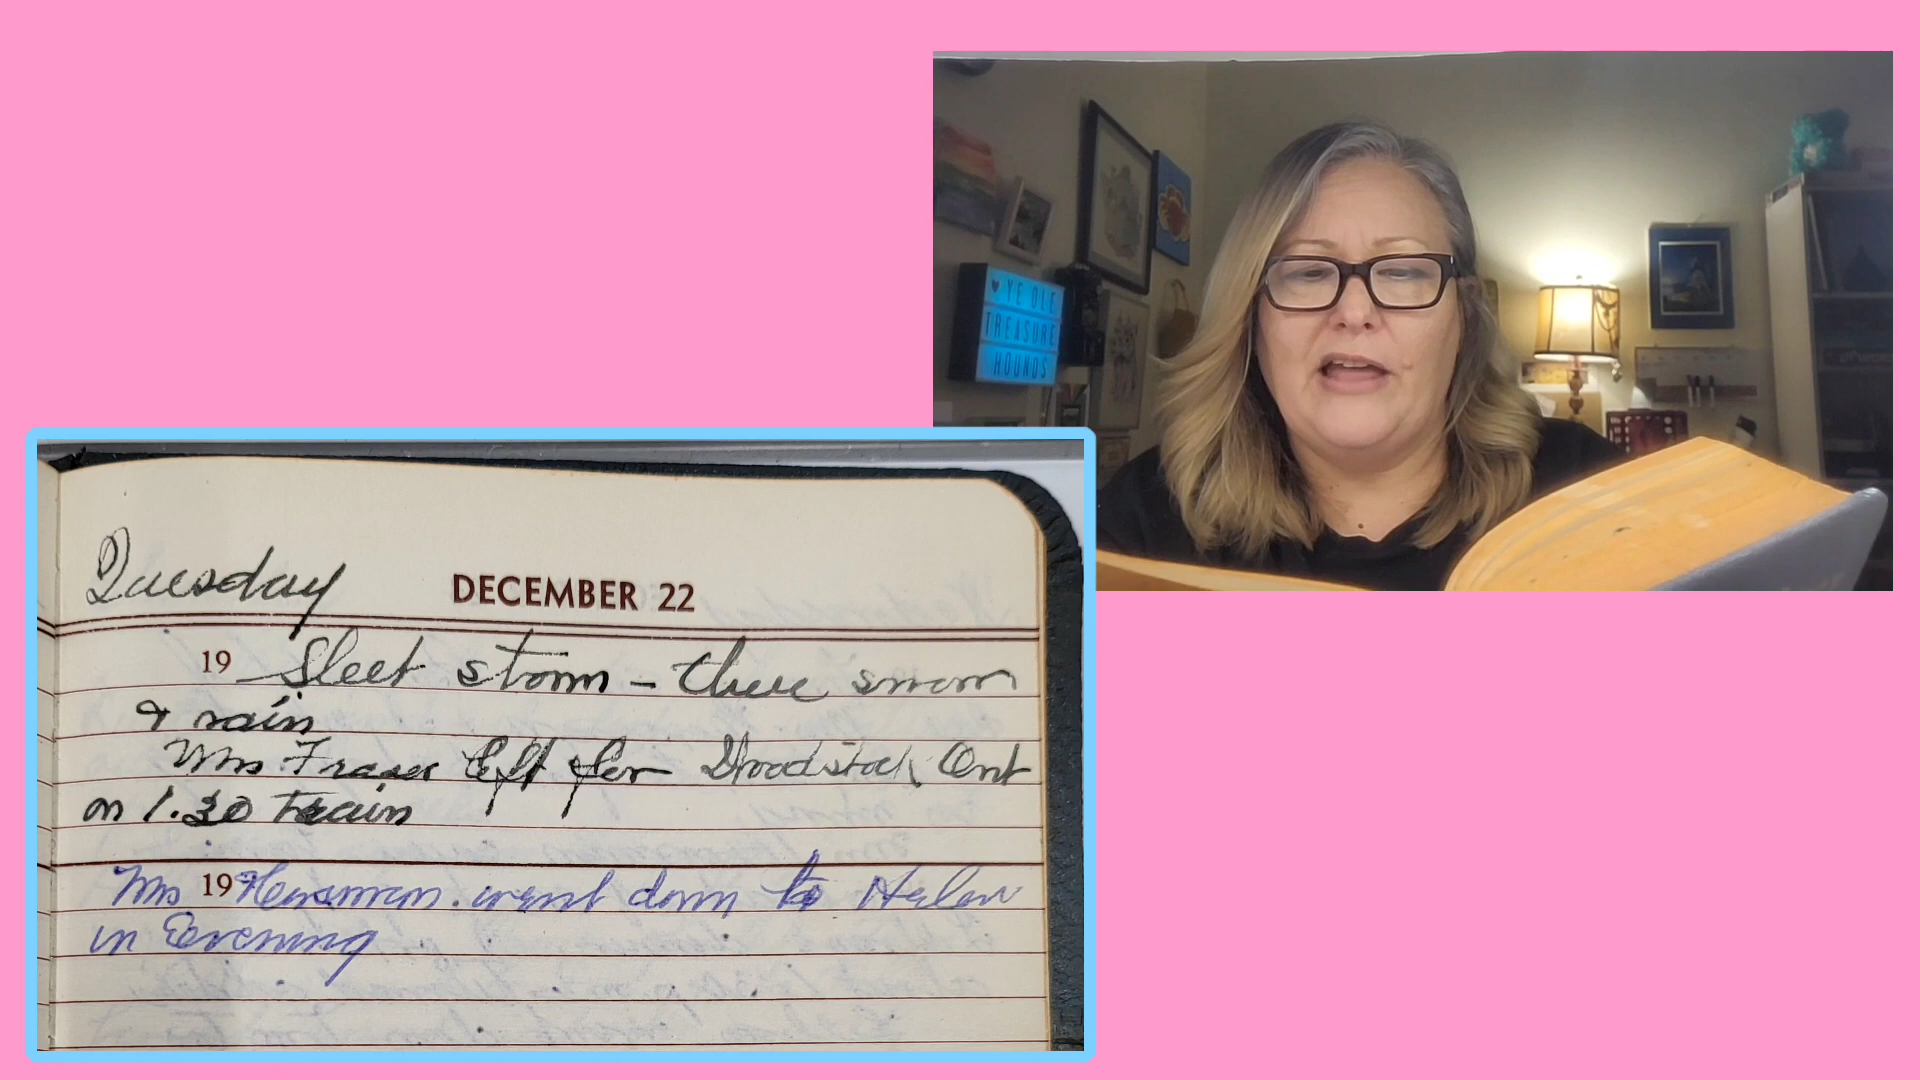 ♥YE OLE
TREASURE
HOUNDS
Tuesday DECEMBER 22
19 Sleet storm – then snow
& rain
Mrs Fraser left for Woodstock Ont
on 1.30 Train
19
Mrs went down to Helen
in Evening